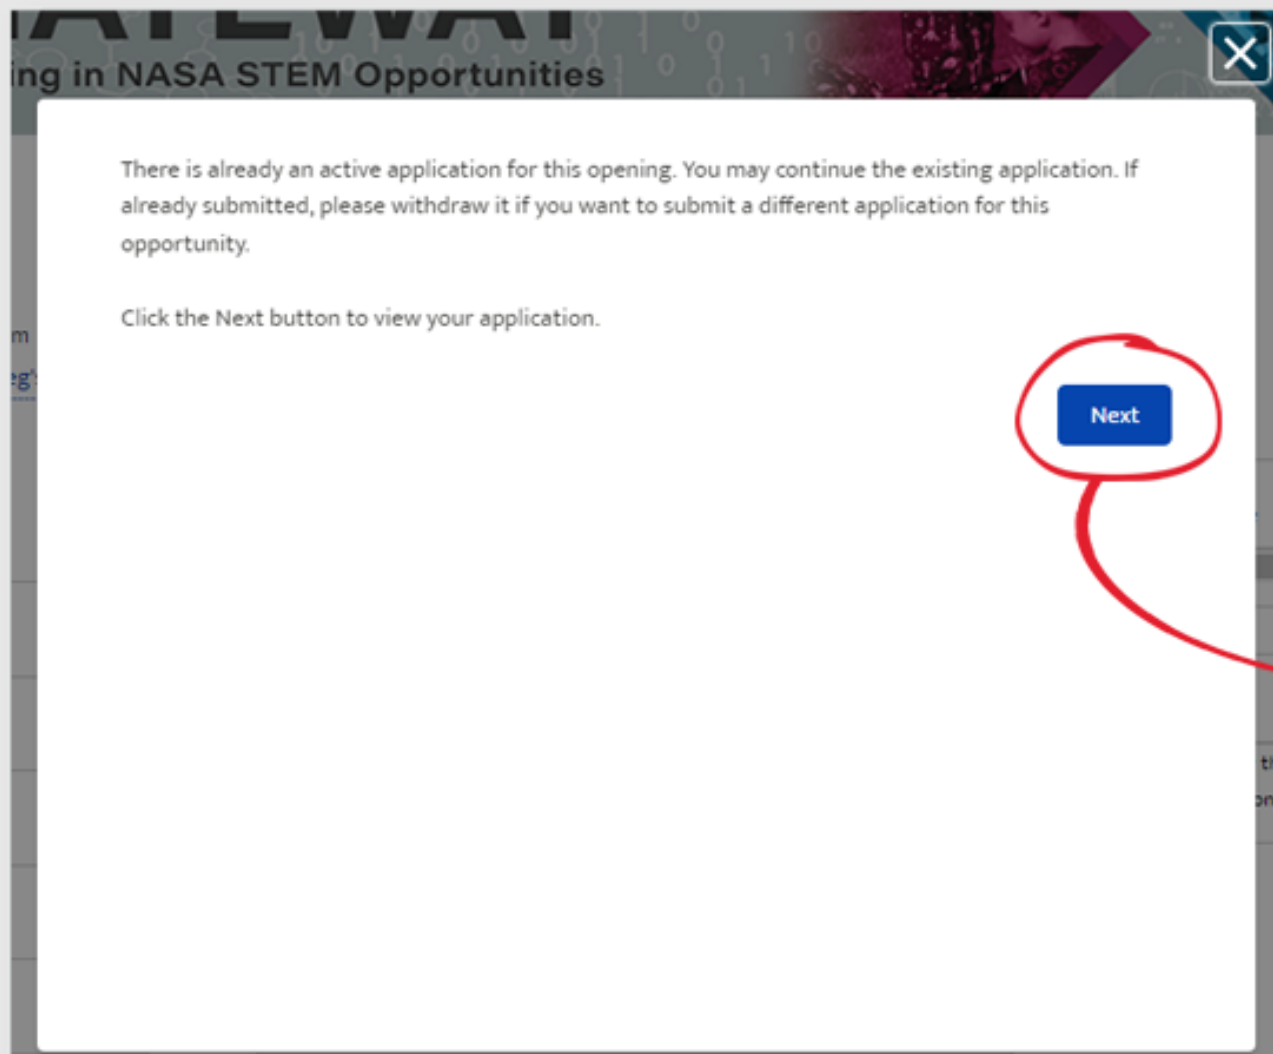 ing in NASA STEM Opportunities
There is already an active application for this opening. You may continue the existing application. If
already submitted, please withdraw it if you want to submit a different application for this
opportunity.
Click the Next button to view your application.
Next